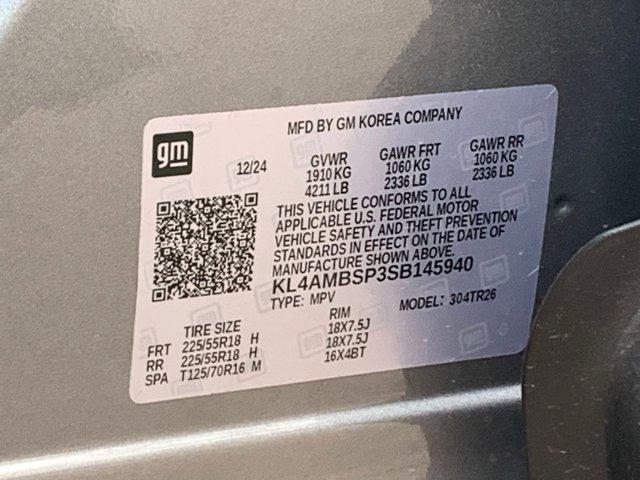 MFD BY GM KOREA COMPANY
gm
12/24
GVWR GAWR FRT GAWR RR
1910 KG 1060 KG 1060 KG
4211 LB 2336 LB 2336 LB
THIS VEHICLE CONFORMS TO ALL
APPLICABLE U.S. FEDERAL MOTOR
VEHICLE SAFETY AND THEFT PREVENTION
STANDARDS IN EFFECT ON THE DATE OF
MANUFACTURE SHOWN ABOVE.
KL4AMBSP3SB145940
TYPE: MPV MODEL: 304TR26
TIRE SIZE RIM
FRT 225/55R18 H 18X7.5J
RR 225/55R18 H 18X7.5J
SPA T125/70R16 M 16X4BT